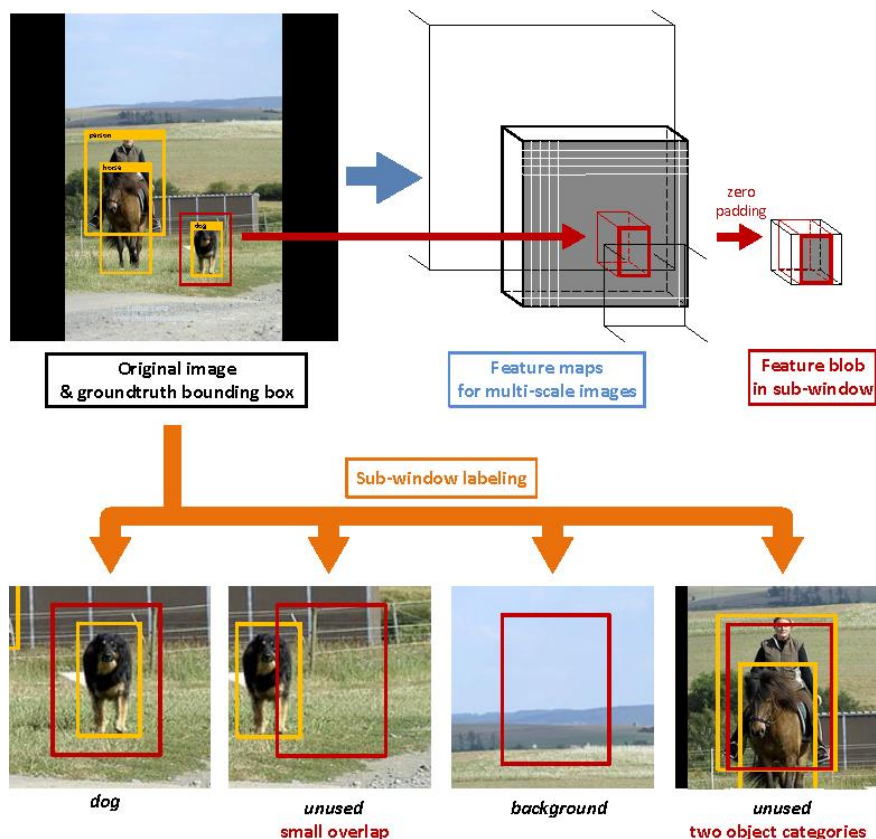 person
horse
dog
zero
padding
Original image
& groundtruth bounding box
Feature maps
for multi-scale images
Feature blob
in sub-window
Sub-window labeling
dog
unused
small overlap
background
unused
two object categories